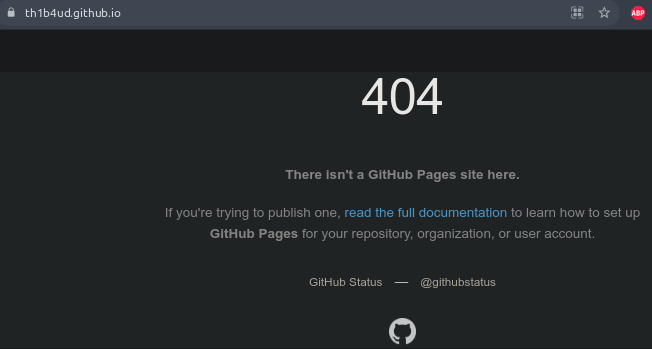 th1b4ud.github.io
ABP
404
There isn't a GitHub Pages site here.
If you're trying to publish one, read the full documentation to learn how to set up
GitHub Pages for your repository, organization, or user account.
GitHub Status — @githubstatus